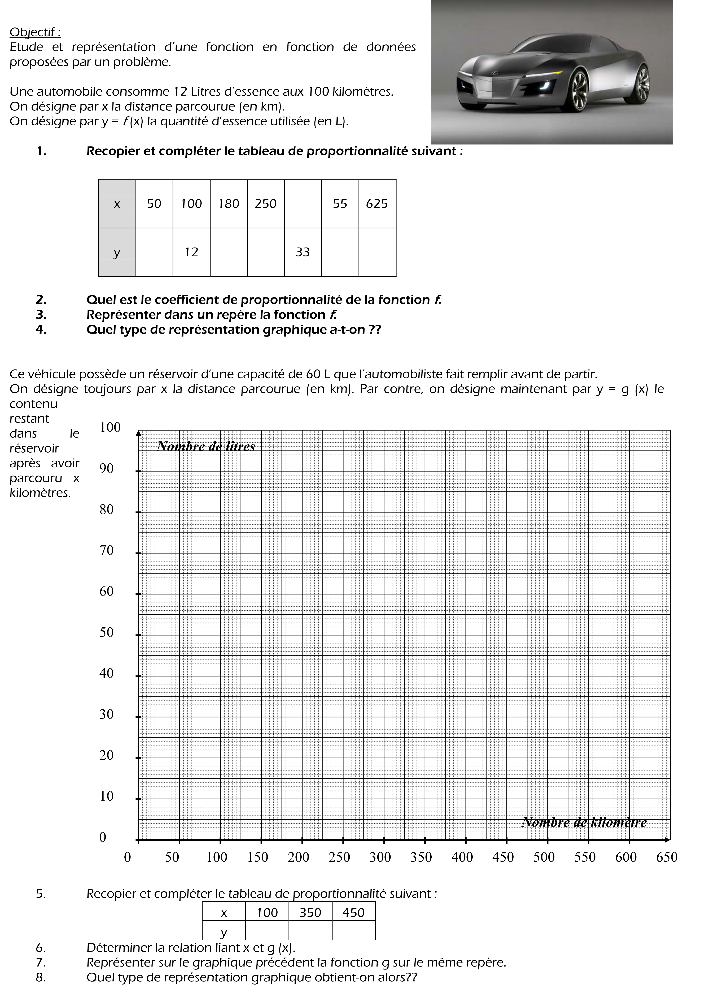 Objectif :
Etude et représentation d'une fonction en fonction de données
proposées par un problème.
Une automobile consomme 12 Litres d'essence aux 100 kilomètres.
On désigne par x la distance parcourue (en km).
On désigne par y = f (x) la quantité d'essence utilisée (en L).
1. Recopier et compléter le tableau de proportionnalité suivant :
x 50 100 180 250 55 625
y 12 33
2. Quel est le coefficient de proportionnalité de la fonction f.
3. Représenter dans un repère la fonction f.
4. Quel type de représentation graphique a-t-on ??
Ce véhicule possède un réservoir d'une capacité de 60 L que l'automobiliste fait remplir avant de partir.
On désigne toujours par x la distance parcourue (en km). Par contre, on désigne maintenant par y = g (x) le
contenu
restant
dans le
réservoir
après avoir
parcouru x
kilomètres.
100
Nombre de litres
90
80
70
60
50
40
30
20
10
Nombre de kilomètre
0
0 50 100 150 200 250 300 350 400 450 500 550 600 650
5. Recopier et compléter le tableau de proportionnalité suivant :
x 100 350 450
y
6. Déterminer la relation liant x et g (x).
7. Représenter sur le graphique précédent la fonction g sur le même repère.
8. Quel type de représentation graphique obtient-on alors??